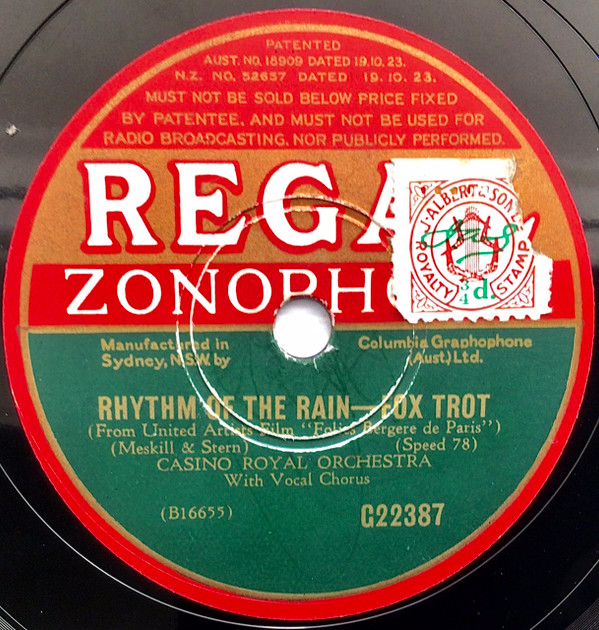 PATENTED
AUST. NO. 18909 DATED 19.10.23.
N.Z. NO. 52657 DATED 19.10.23.
MUST NOT BE SOLD BELOW PRICE FIXED
BY PATENTEE, AND MUST NOT BE USED FOR
RADIO BROADCASTING, NOR PUBLICLY PERFORMED.
REGA
ZONOPHO
J. ALBERT & SON
ROYALTY STAMP
3/4 d.
Manufactured in
Sydney, N.S.W. by
Columbia Graphophone
(Aust.) Ltd.
RHYTHM OF THE RAIN—FOX TROT
(From United Artists Film "Folies Bergere de Paris")
(Meskill & Stern)
(Speed 78)
CASINO ROYAL ORCHESTRA
With Vocal Chorus
(B16655)
G22387